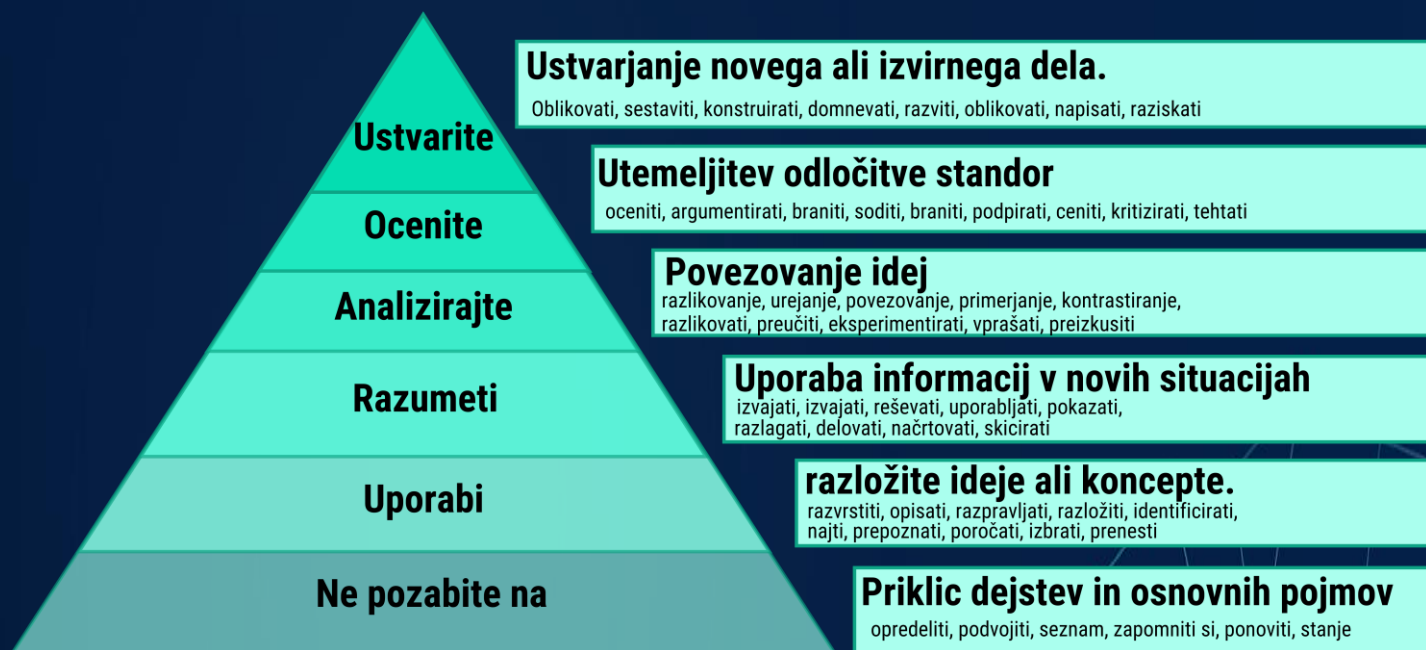 Ustvarite
Ustvarjanje novega ali izvirnega dela.
Oblikovati, sestaviti, konstruirati, domnevati, razviti, oblikovati, napisati, raziskati
Ocenite
Utemeljitev odločitve standor
oceniti, argumentirati, braniti, soditi, braniti, podpirati, ceniti, kritizirati, tehtati
Analizirajte
Povezovanje idej
razlikovanje, urejanje, povezovanje, primerjanje, kontrastiranje,
razlikovati, preučiti, eksperimentirati, vprašati, preizkusiti
Razumeti
Uporaba informacij v novih situacijah
izvajati, izvajati, reševati, uporabljati, pokazati,
razlagati, delovati, načrtovati, skicirati
Uporabi
razložite ideje ali koncepte.
razvrstiti, opisati, razpravljati, razložiti, identificirati,
najti, prepoznati, poročati, izbrati, prenesti
Ne pozabite na
Priklic dejstev in osnovnih pojmov
opredeliti, podvojiti, seznam, zapomniti si, ponoviti, stanje